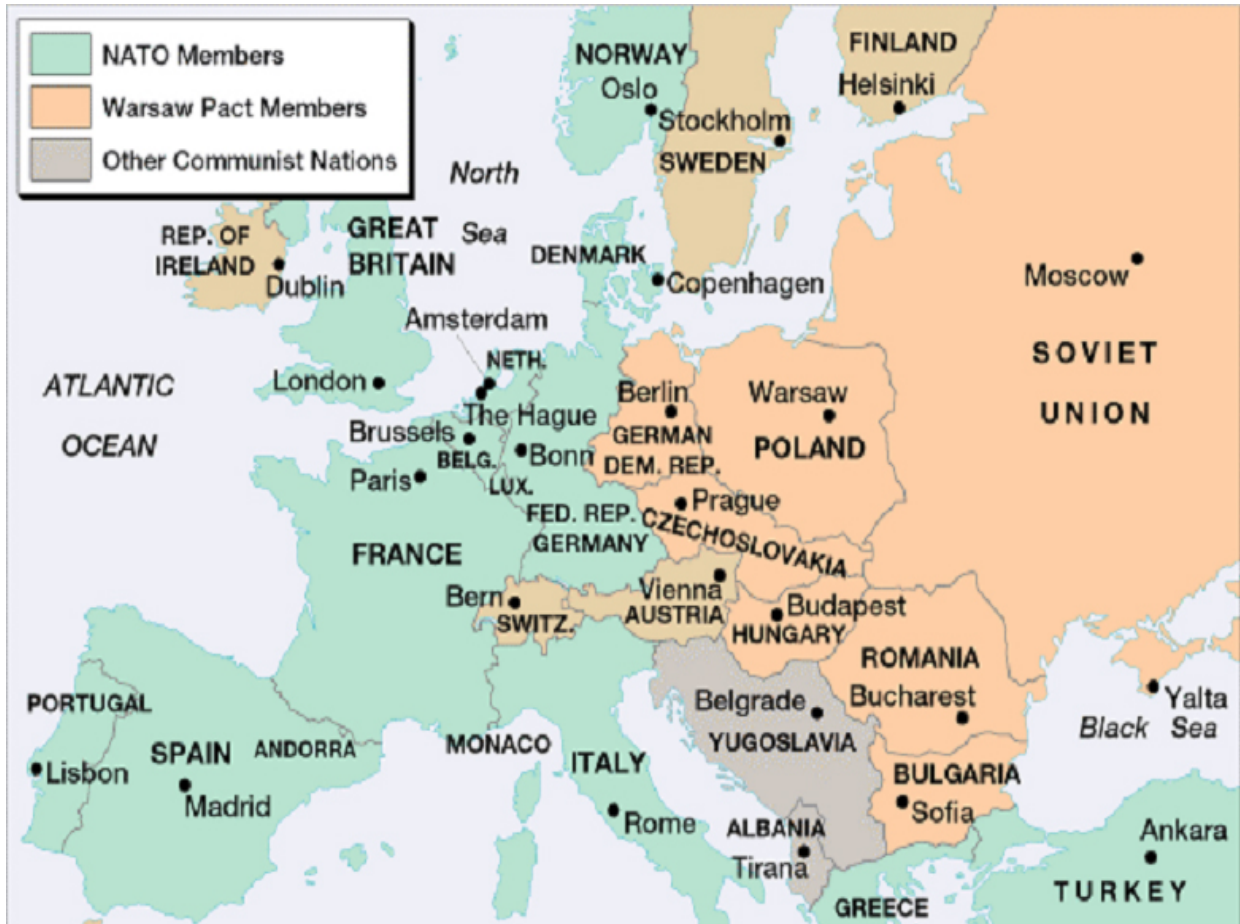 NATO Members
Warsaw Pact Members
Other Communist Nations
NORWAY
Oslo
FINLAND
Helsinki
Stockholm
SWEDEN
North
Sea
REP. OF
IRELAND
Dublin
GREAT
BRITAIN
DENMARK
Copenhagen
Moscow
SOVIET
UNION
Amsterdam
NETH.
London
The Hague
ATLANTIC
OCEAN
Brussels
BELG.
Bonn
LUX.
Paris
Berlin
GERMAN
DEM. REP.
Warsaw
POLAND
Prague
CZECHOSLOVAKIA
FED. REP.
GERMANY
FRANCE
Bern
SWITZ.
Vienna
AUSTRIA
Budapest
HUNGARY
ROMANIA
Bucharest
Yalta
Black Sea
Belgrade
YUGOSLAVIA
PORTUGAL
Lisbon
SPAIN
Madrid
ANDORRA
MONACO
ITALY
Rome
BULGARIA
Sofia
ALBANIA
Tirana
GREECE
Ankara
TURKEY